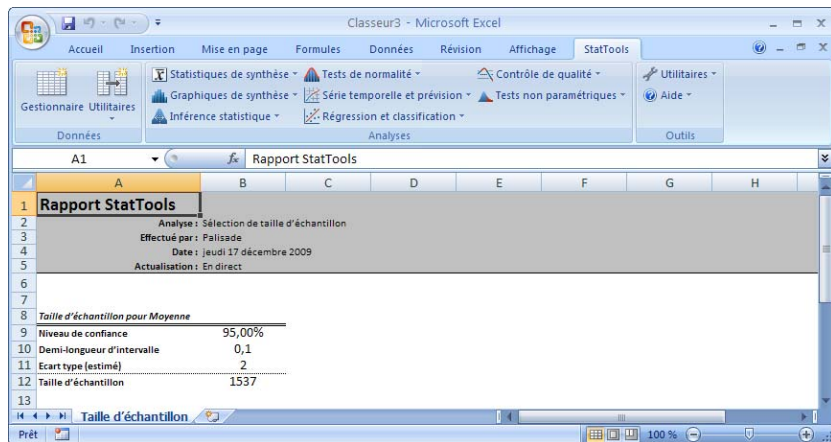 Classeur3 - Microsoft Excel
Accueil Insertion Mise en page Formules Données Révision Affichage StatTools
Gestionnaire Utilitaires
Données
Statistiques de synthèse
Graphiques de synthèse
Inférence statistique
Tests de normalité
Série temporelle et prévision
Régression et classification
Contrôle de qualité
Tests non paramétriques
Analyses
Utilitaires
Aide
Outils
A1 fx Rapport StatTools
A B C D E F G H
1 Rapport StatTools
2 Analyse : Sélection de taille d'échantillon
3 Effectué par : Palisade
4 Date : jeudi 17 décembre 2009
5 Actualisation : En direct
6
7
8 Taille d'échantillon pour Moyenne
9 Niveau de confiance 95,00%
10 Demi-longueur d'intervalle 0,1
11 Ecart type (estimé) 2
12 Taille d'échantillon 1537
13
Taille d'échantillon
Prêt 100 %